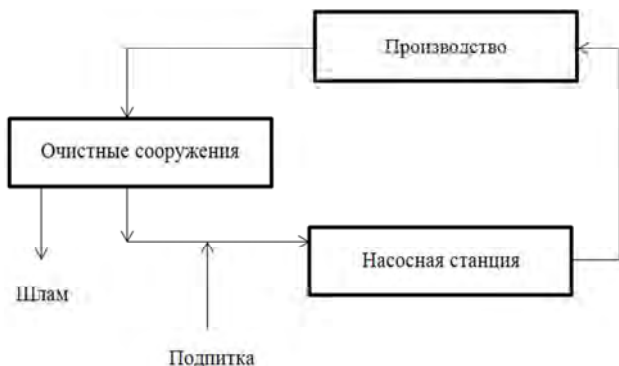 Производство
Очистные сооружения
Насосная станция
Шлам
Подпитка